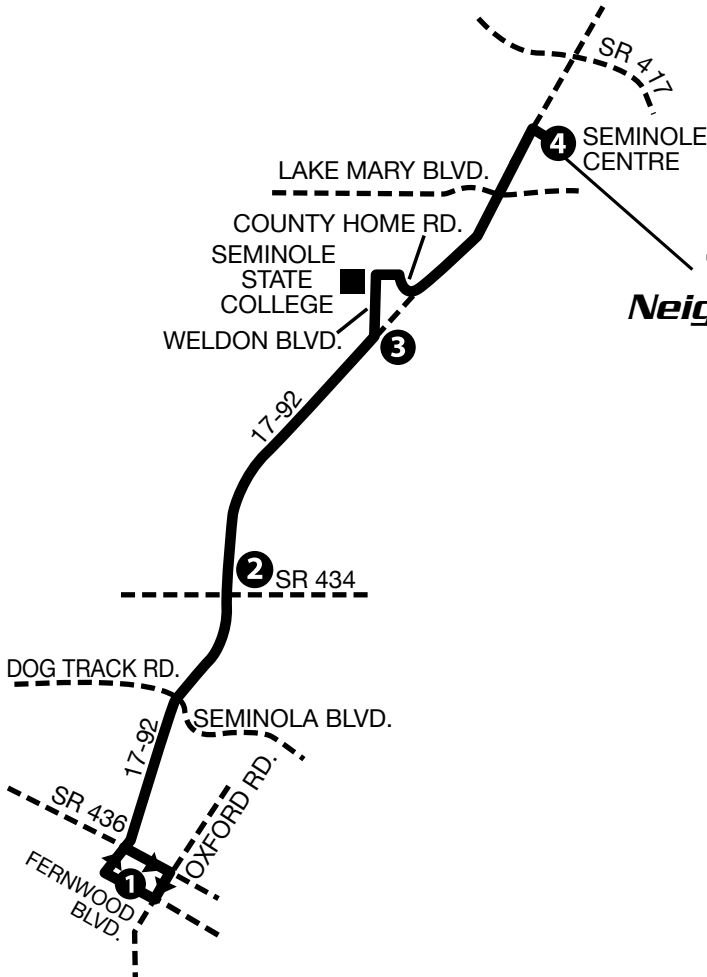 SR 417
4 SEMINOLE
CENTRE
LAKE MARY BLVD.
COUNTY HOME RD.
SEMINOLE
STATE
COLLEGE
WELDON BLVD.
3
Neig
17-92
2 SR 434
DOG TRACK RD.
SEMINOLA BLVD.
17-92
SR 436
OXFORD RD.
FERNWOOD
BLVD.
1